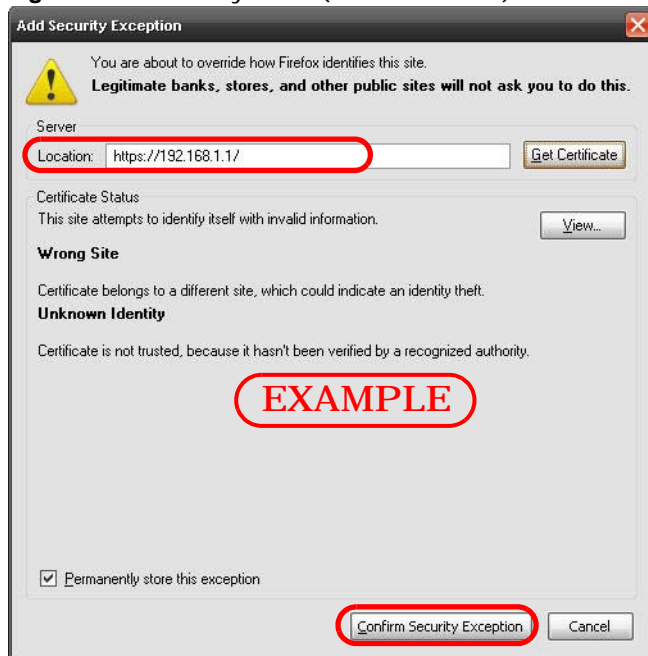 Add Security Exception
You are about to override how Firefox identifies this site.
Legitimate banks, stores, and other public sites will not ask you to do this.
Server
Location: https://192.168.1.1/ Get Certificate
Certificate Status
This site attempts to identify itself with invalid information.
View...
Wrong Site
Certificate belongs to a different site, which could indicate an identity theft.
Unknown Identity
Certificate is not trusted, because it hasn't been verified by a recognized authority.
EXAMPLE
Permanently store this exception
Confirm Security Exception Cancel